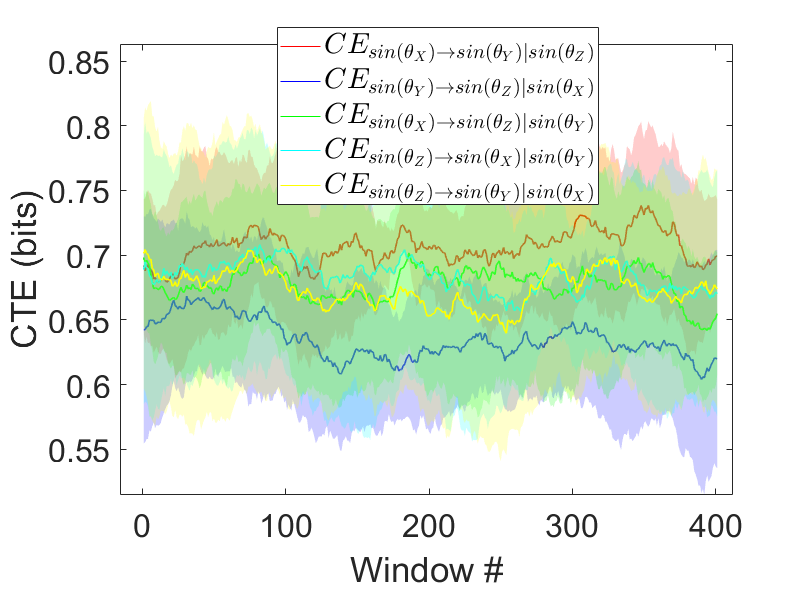 CE_{sin(θ_X)→sin(θ_Y)|sin(θ_Z)}
CE_{sin(θ_Y)→sin(θ_Z)|sin(θ_X)}
CE_{sin(θ_X)→sin(θ_Z)|sin(θ_Y)}
CE_{sin(θ_Z)→sin(θ_X)|sin(θ_Y)}
CE_{sin(θ_Z)→sin(θ_Y)|sin(θ_X)}
CTE (bits)
0.85
0.8
0.75
0.7
0.65
0.6
0.55
0 100 200 300 400
Window #